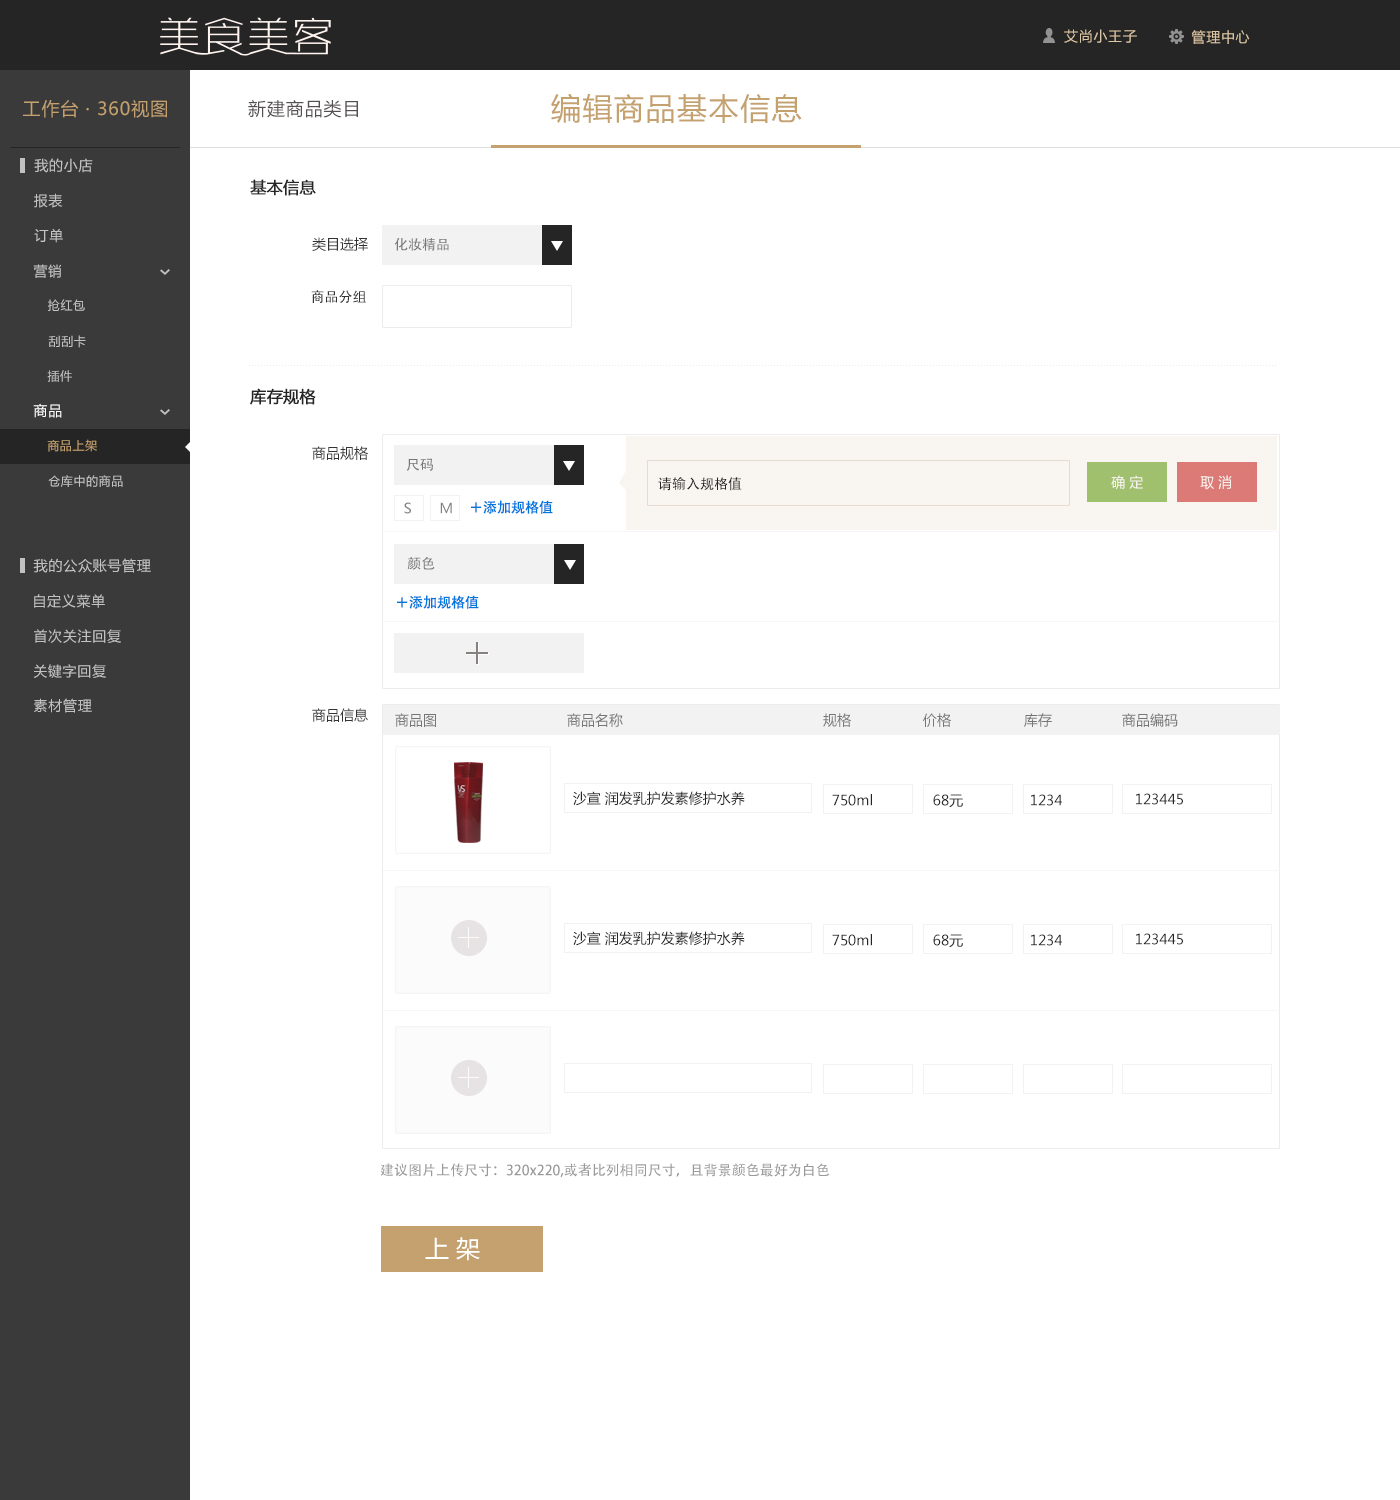 美食美客
艾尚小王子
管理中心
工作台 · 360视图
新建商品类目
编辑商品基本信息
我的小店
报表
订单
营销
抢红包
刮刮卡
插件
商品
商品上架
仓库中的商品
我的公众账号管理
自定义菜单
首次关注回复
关键字回复
素材管理
基本信息
类目选择 化妆精品
商品分组
库存规格
商品规格 尺码
请输入规格值 确 定 取 消
S M +添加规格值
颜色
+添加规格值
商品信息 商品图 商品名称 规格 价格 库存 商品编码
VS
沙宣 润发乳护发素修护水养 750ml 68元 1234 123445
沙宣 润发乳护发素修护水养 750ml 68元 1234 123445
建议图片上传尺寸：320x220,或者比列相同尺寸，且背景颜色最好为白色
上 架